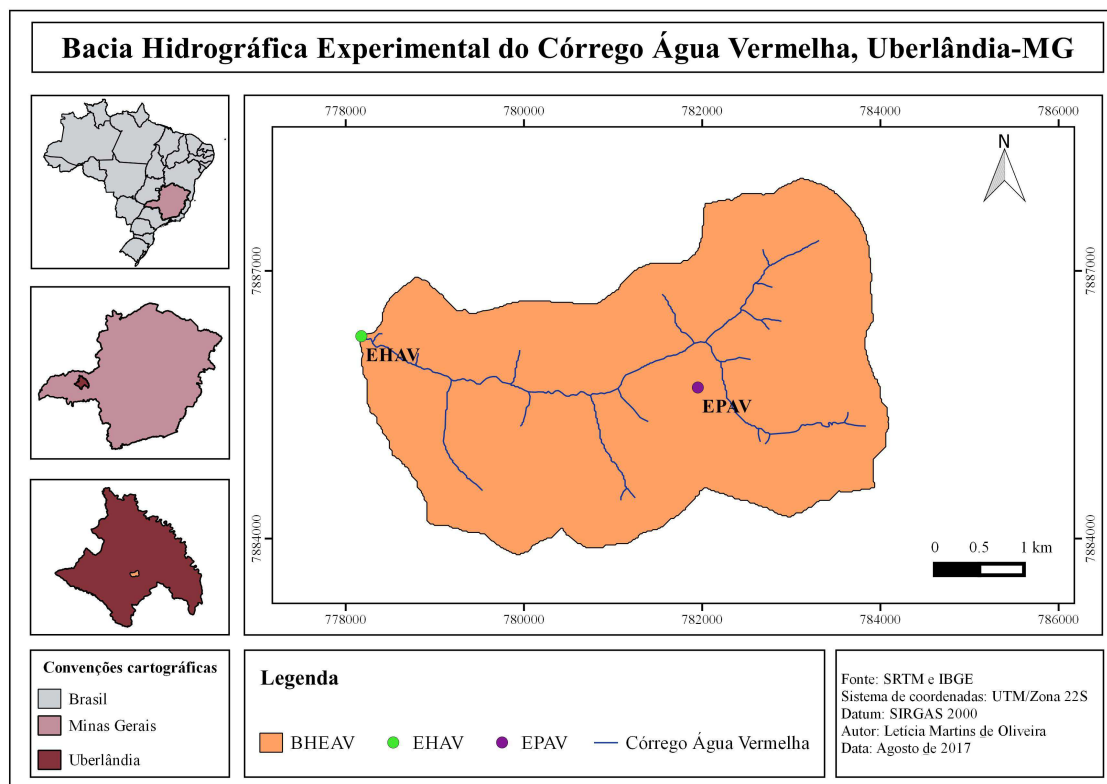 Bacia Hidrográfica Experimental do Córrego Água Vermelha, Uberlândia-MG
778000
780000
782000
784000
786000
N
7887000
7887000
EHAV
EPAV
7884000
7884000
0 0.5 1 km
778000
780000
782000
784000
786000
Convenções cartográficas
Brasil
Minas Gerais
Uberlândia
Legenda
BHEAV
EHAV
EPAV
Córrego Água Vermelha
Fonte: SRTM e IBGE
Sistema de coordenadas: UTM/Zona 22S
Datum: SIRGAS 2000
Autor: Letícia Martins de Oliveira
Data: Agosto de 2017